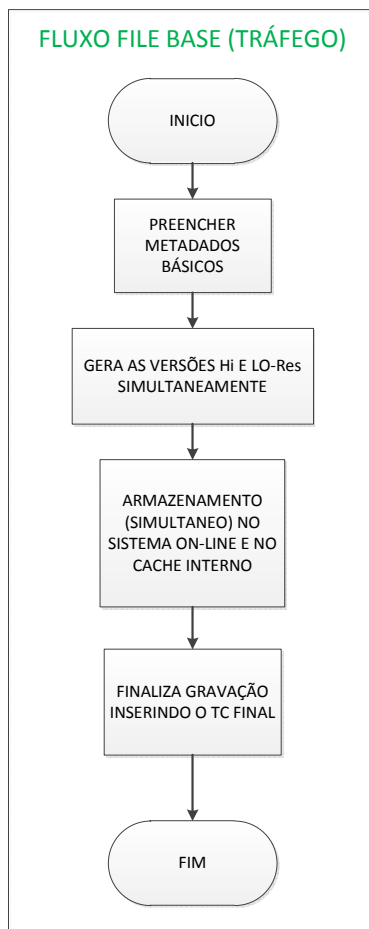 FLUXO FILE BASE (TRÁFEGO)
INICIO
PREENCHER
METADADOS
BÁSICOS
GERA AS VERSÕES Hi E LO-Res
SIMULTANEAMENTE
ARMAZENAMENTO
(SIMULTANEO) NO
SISTEMA ON-LINE E NO
CACHE INTERNO
FINALIZA GRAVAÇÃO
INSERINDO O TC FINAL
FIM